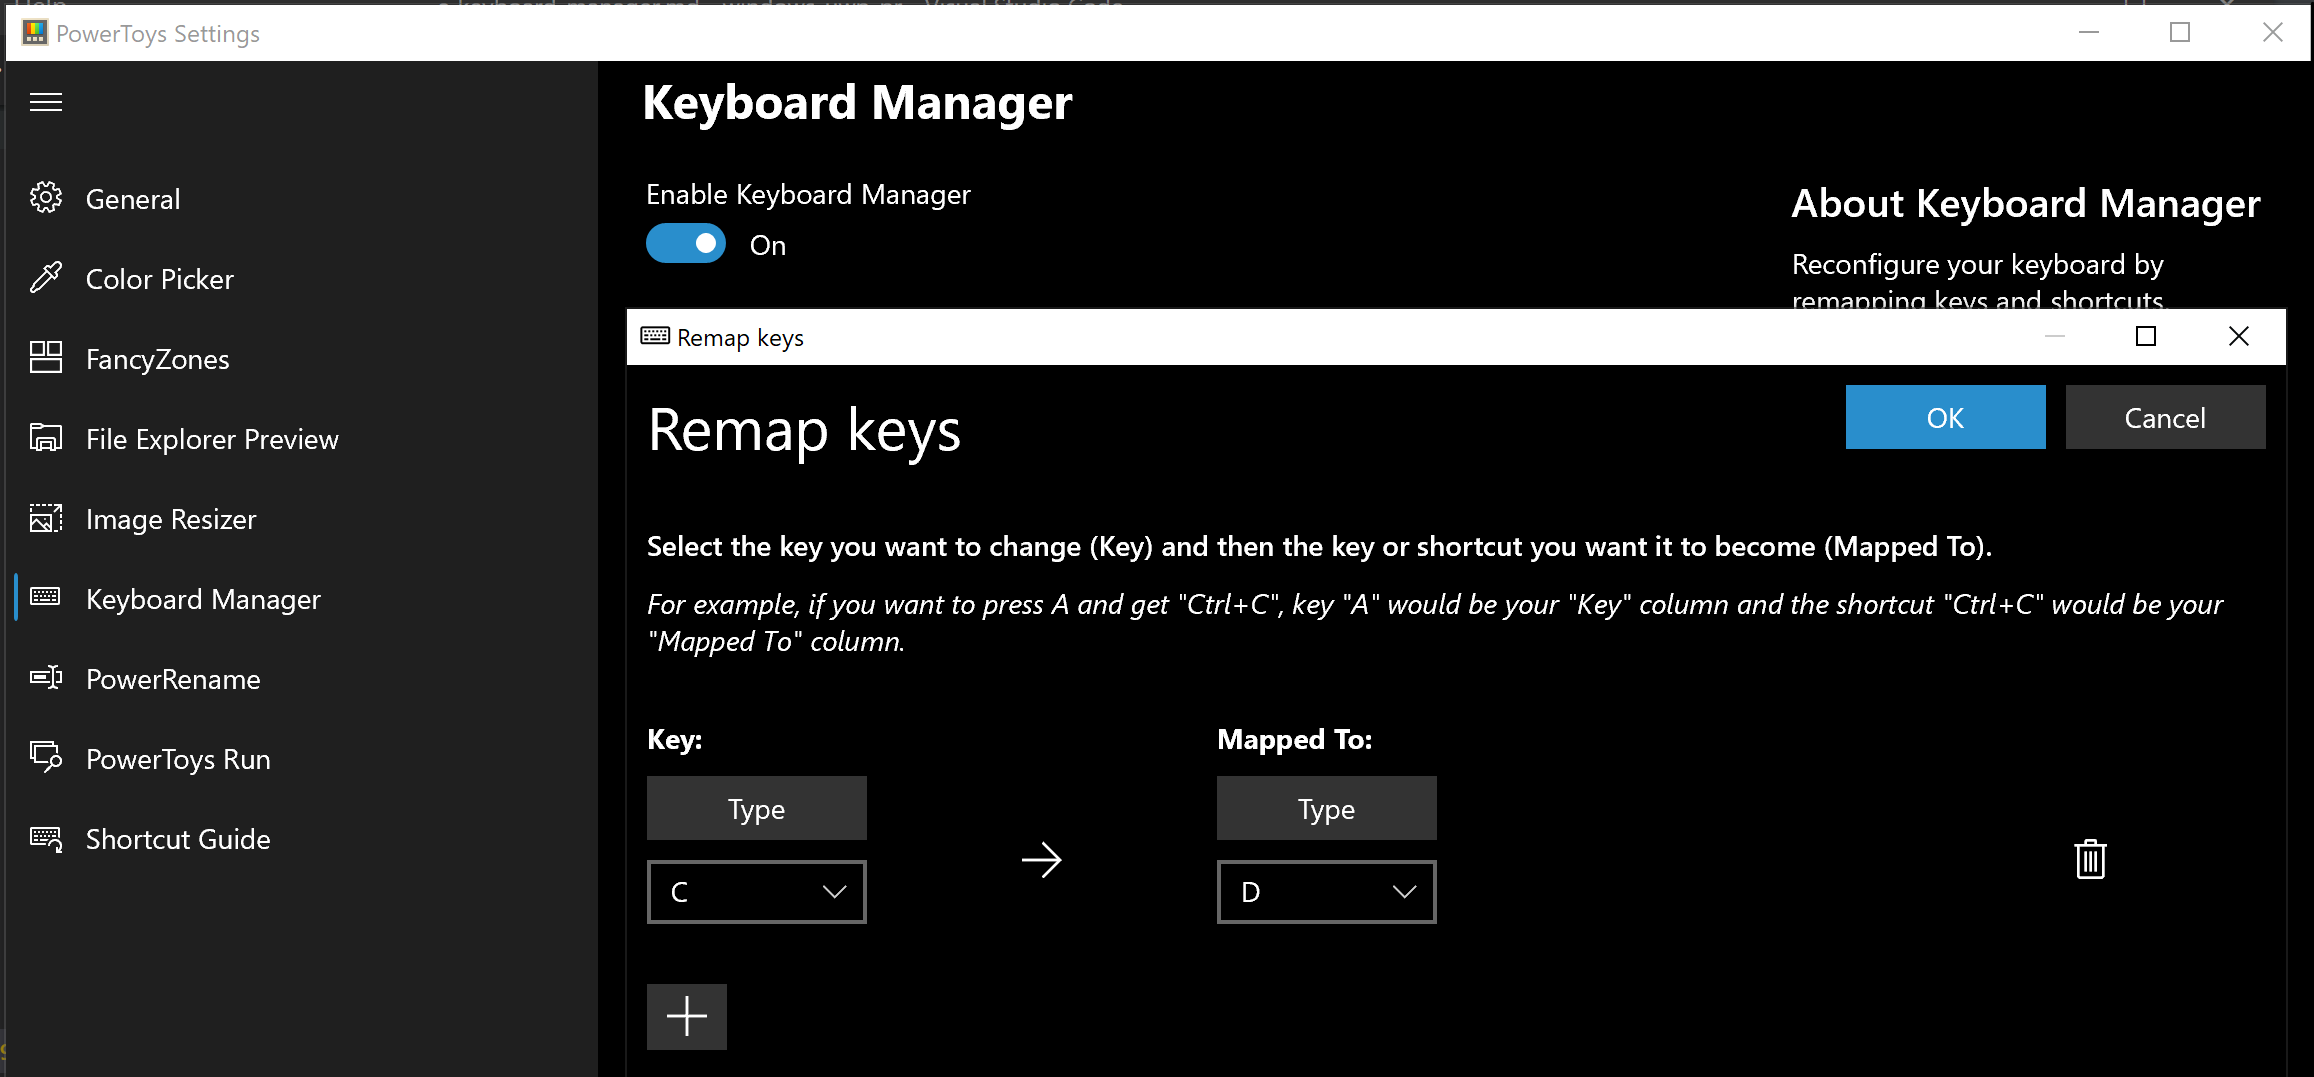 PowerToys Settings
General
Color Picker
FancyZones
File Explorer Preview
Image Resizer
Keyboard Manager
PowerRename
PowerToys Run
Shortcut Guide
Keyboard Manager
Enable Keyboard Manager
On
About Keyboard Manager
Reconfigure your keyboard by
remapping keys and shortcuts.
Remap keys
Remap keys
OK
Cancel
Select the key you want to change (Key) and then the key or shortcut you want it to become (Mapped To).
For example, if you want to press A and get "Ctrl+C", key "A" would be your "Key" column and the shortcut "Ctrl+C" would be your
"Mapped To" column.
Key:
Mapped To:
Type
Type
C
D